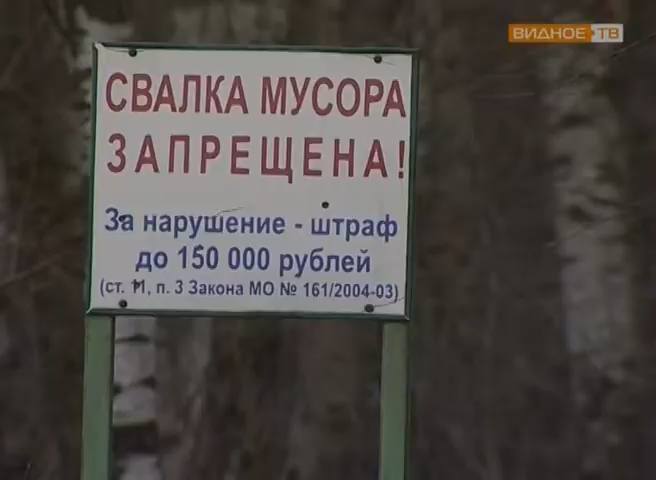 ВИДНОЕ ТВ
СВАЛКА МУСОРА
ЗАПРЕЩЕНА!
За нарушение - штраф
до 150 000 рублей
(ст. 11, п. 3 Закона МО № 161/2004-03)